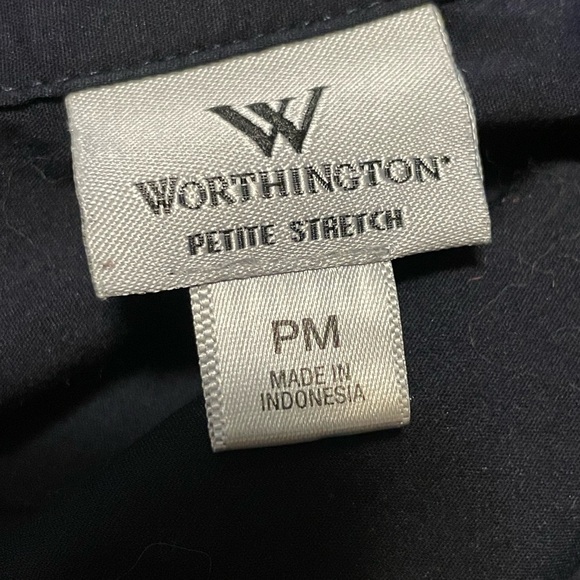 W
WORTHINGTON
PETITE STRETCH
PM
MADE IN
INDONESIA